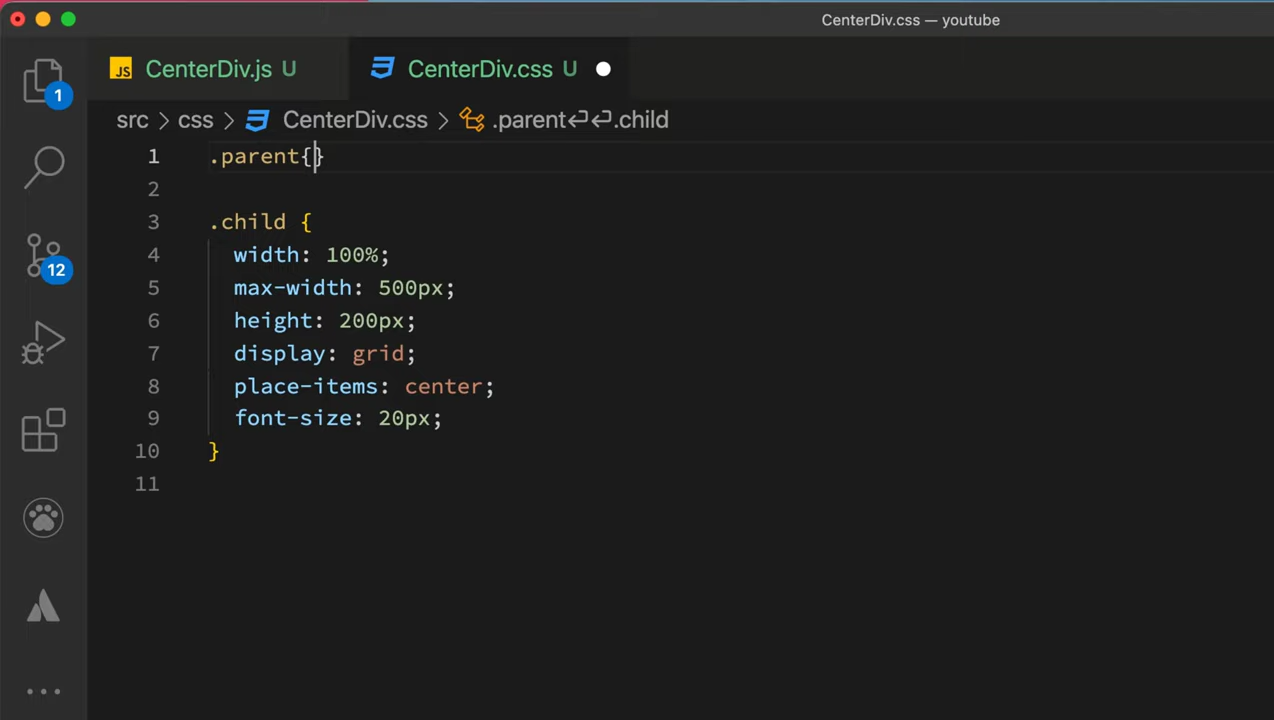 CenterDiv.css — youtube
JS CenterDiv.js U
CenterDiv.css U
1
src > css > CenterDiv.css > .parent↵↵.child
1 .parent{}
2
3 .child {
4 width: 100%;
5 max-width: 500px;
6 height: 200px;
7 display: grid;
8 place-items: center;
9 font-size: 20px;
10 }
11
12